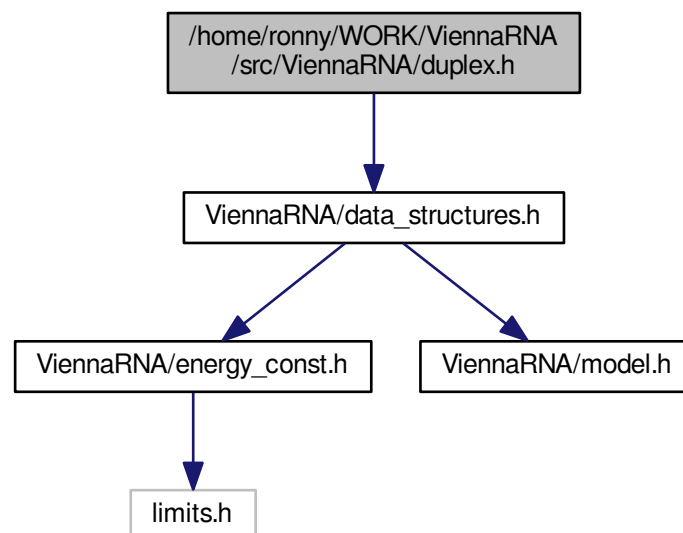 /home/ronny/WORK/ViennaRNA
/src/ViennaRNA/duplex.h
ViennaRNA/data_structures.h
ViennaRNA/energy_const.h
ViennaRNA/model.h
limits.h